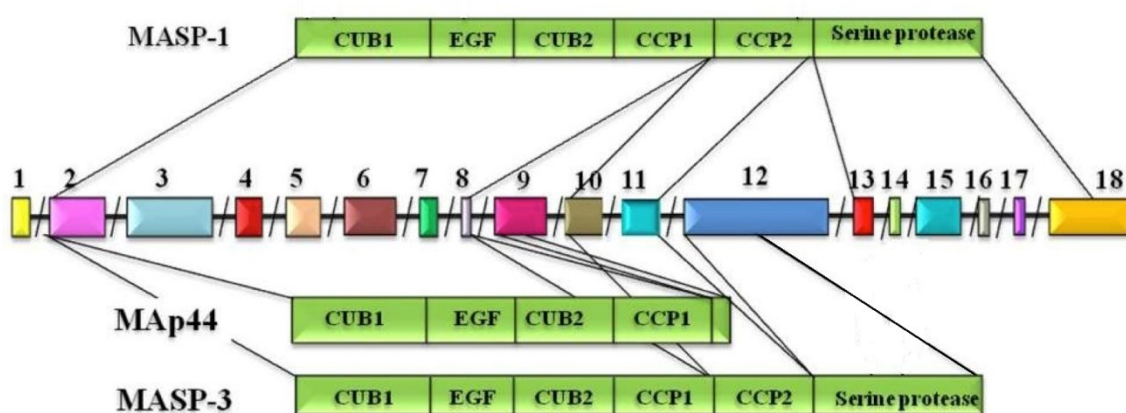 MASP-1 CUB1 EGF CUB2 CCP1 CCP2 Serine protease
1 2 3 4 5 6 7 8 9 10 11 12 13 14 15 16 17 18
MAp44 CUB1 EGF CUB2 CCP1
MASP-3 CUB1 EGF CUB2 CCP1 CCP2 Serine protease